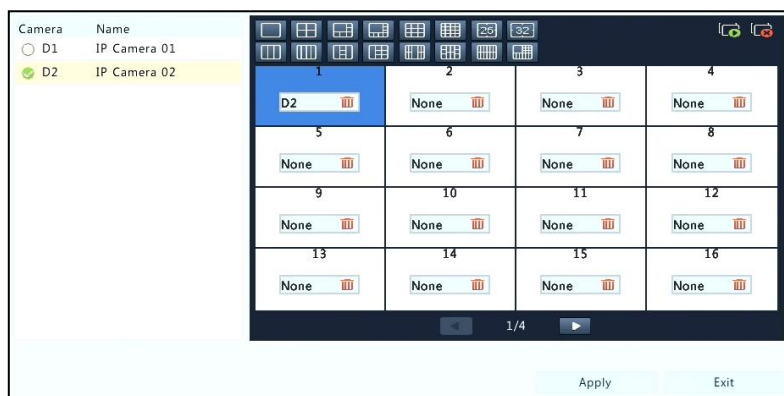 Camera Name
D1 IP Camera 01
D2 IP Camera 02
25 32
1 2 3 4
D2 None None None
5 6 7 8
None None None None
9 10 11 12
None None None None
13 14 15 16
None None None None
1/4
Apply Exit